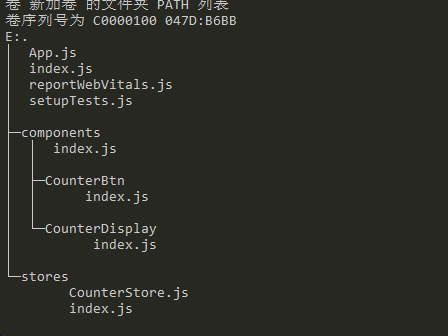 卷 新加卷 的文件夹 PATH 列表
卷序列号为 C0000100 047D:B6BB
E:.
│  App.js
│  index.js
│  reportWebVitals.js
│  setupTests.js
│
├─components
│  │  index.js
│  │
│  ├─CounterBtn
│  │      index.js
│  │
│  └─CounterDisplay
│          index.js
│
└─stores
        CounterStore.js
        index.js